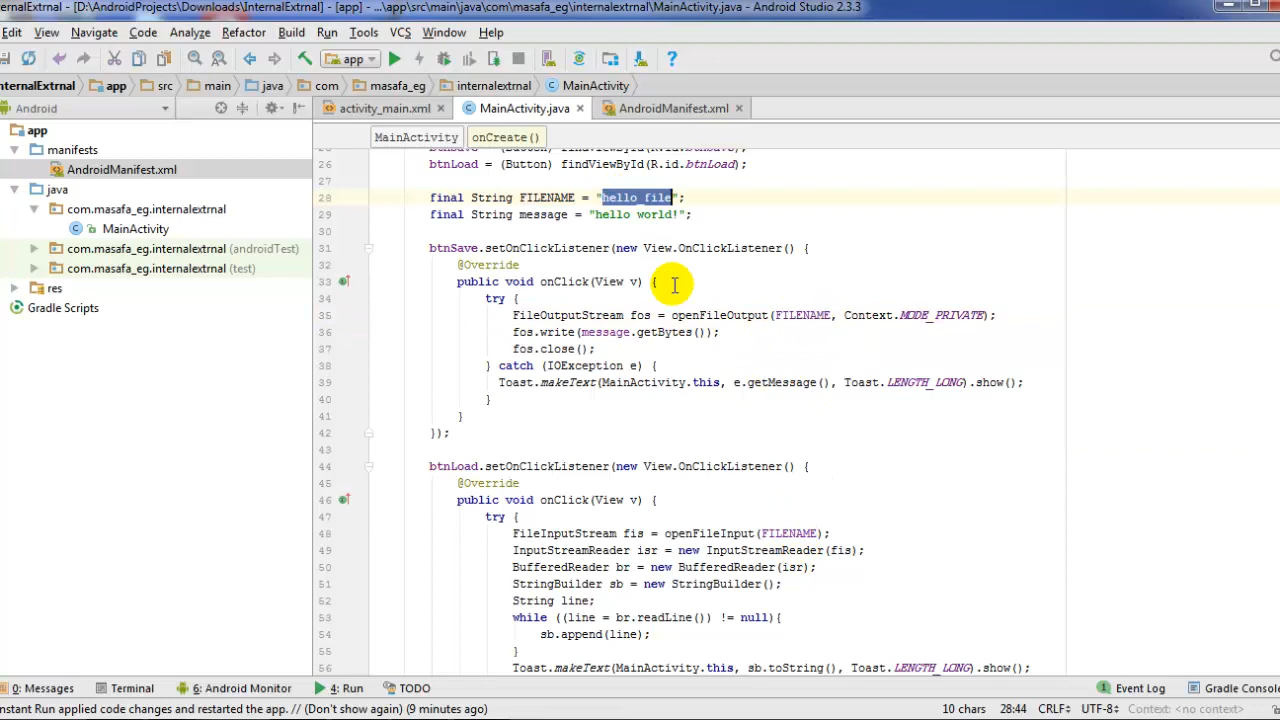 nternalExtrnal - [D:\AndroidProjects\Downloads\InternalExtrnal] - [app] - ...\app\src\main\java\com\masafa_eg\internalextrnal\MainActivity.java - Android Studio 2.3.3
Edit View Navigate Code Analyze Refactor Build Run Tools VCS Window Help
app
nternalExtrnal app src main java com masafa_eg internalextrnal MainActivity
Android activity_main.xml MainActivity.java AndroidManifest.xml
MainActivity onCreate()
app
manifests
AndroidManifest.xml
java
com.masafa_eg.internalextrnal
MainActivity
com.masafa_eg.internalextrnal (androidTest)
com.masafa_eg.internalextrnal (test)
res
Gradle Scripts
26 btnLoad = (Button) findViewById(R.id.btnLoad);
27
28 final String FILENAME = "hello_file";
29 final String message = "hello world!";
30
31 btnSave.setOnClickListener(new View.OnClickListener() {
32 @Override
33 public void onClick(View v) {
34 try {
35 FileOutputStream fos = openFileOutput(FILENAME, Context.MODE_PRIVATE);
36 fos.write(message.getBytes());
37 fos.close();
38 } catch (IOException e) {
39 Toast.makeText(MainActivity.this, e.getMessage(), Toast.LENGTH_LONG).show();
40 }
41 }
42 });
43
44 btnLoad.setOnClickListener(new View.OnClickListener() {
45 @Override
46 public void onClick(View v) {
47 try {
48 FileInputStream fis = openFileInput(FILENAME);
49 InputStreamReader isr = new InputStreamReader(fis);
50 BufferedReader br = new BufferedReader(isr);
51 StringBuilder sb = new StringBuilder();
52 String line;
53 while ((line = br.readLine()) != null){
54 sb.append(line);
55 }
56 Toast.makeText(MainActivity.this, sb.toString(), Toast.LENGTH_LONG).show();
0: Messages Terminal 6: Android Monitor 4: Run TODO 1 Event Log Gradle Console
nstant Run applied code changes and restarted the app. // (Don't show again) (9 minutes ago) 10 chars 28:44 CRLF UTF-8 Context: <no context>